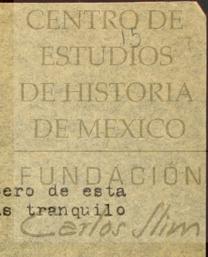 CENTRO DE
15
ESTUDIOS
DE HISTORIA
DE MEXICO
FUNDACIÓN
ero de esta
s tranquilo
Carlos Slim